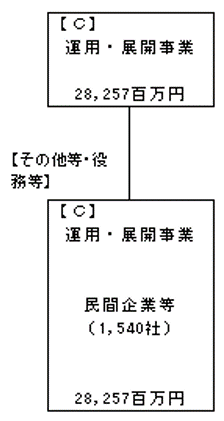 【C】
運用・展開事業
28,257百万円
【その他等・役
務等】
【C】
運用・展開事業
民間企業等
（1,540社）
28,257百万円